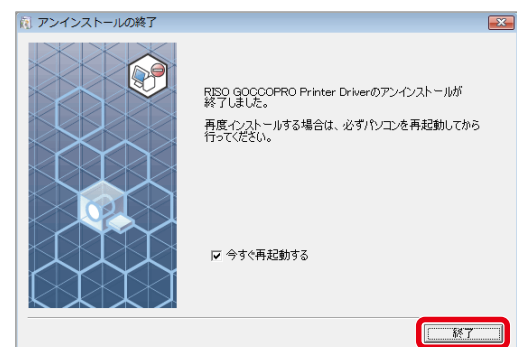 アンインストールの終了
RISO GOCCOPRO Printer Driverのアンインストールが
終了しました。
再度インストールする場合は、必ずパソコンを再起動してから
行ってください。
今すぐ再起動する
終了